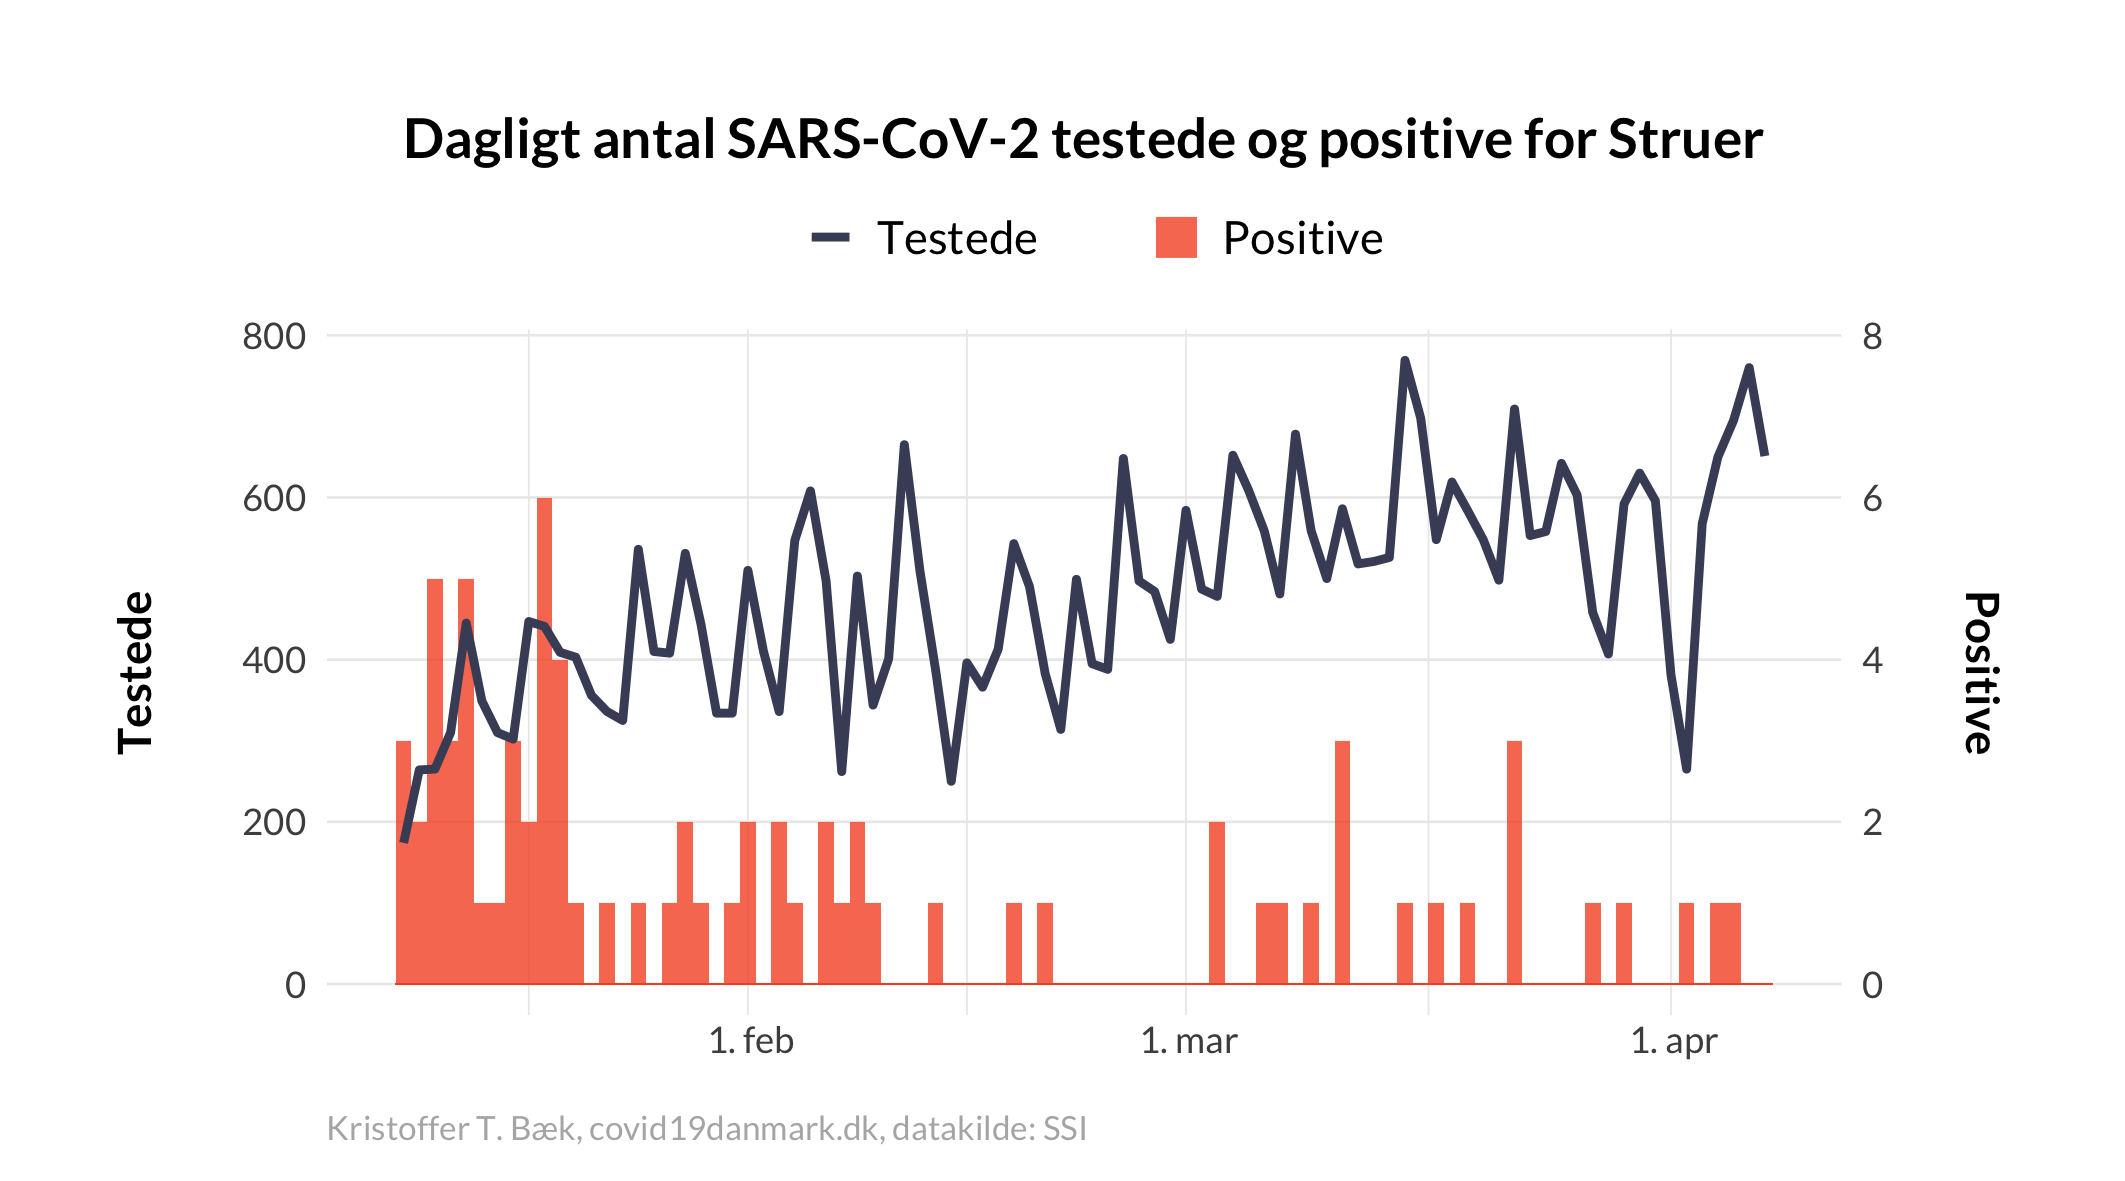 Dagligt antal SARS-CoV-2 testede og positive for Struer
Testede Positive
800 8
600 6
400 4
200 2
0 0
Testede
Positive
1. feb 1. mar 1. apr
Kristoffer T. Bæk, covid19danmark.dk, datakilde: SSI